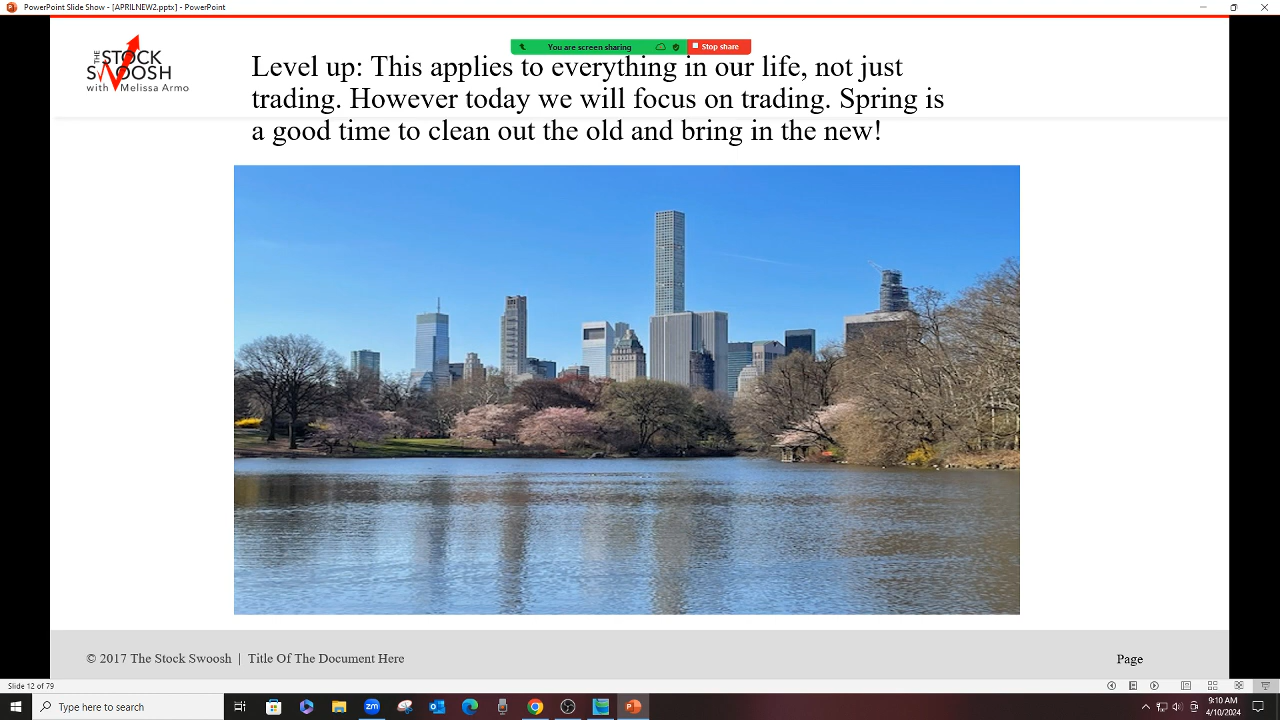 PowerPoint Slide Show - [APRILNEW2.pptx] - PowerPoint
You are screen sharing
Stop share
THE STOCK
SWOOSH
with Melissa Armo
Level up: This applies to everything in our life, not just
trading. However today we will focus on trading. Spring is
a good time to clean out the old and bring in the new!
© 2017 The Stock Swoosh | Title Of The Document Here
Page
Slide 12 of 79
Type here to search
zm
9:10 AM
4/10/2024